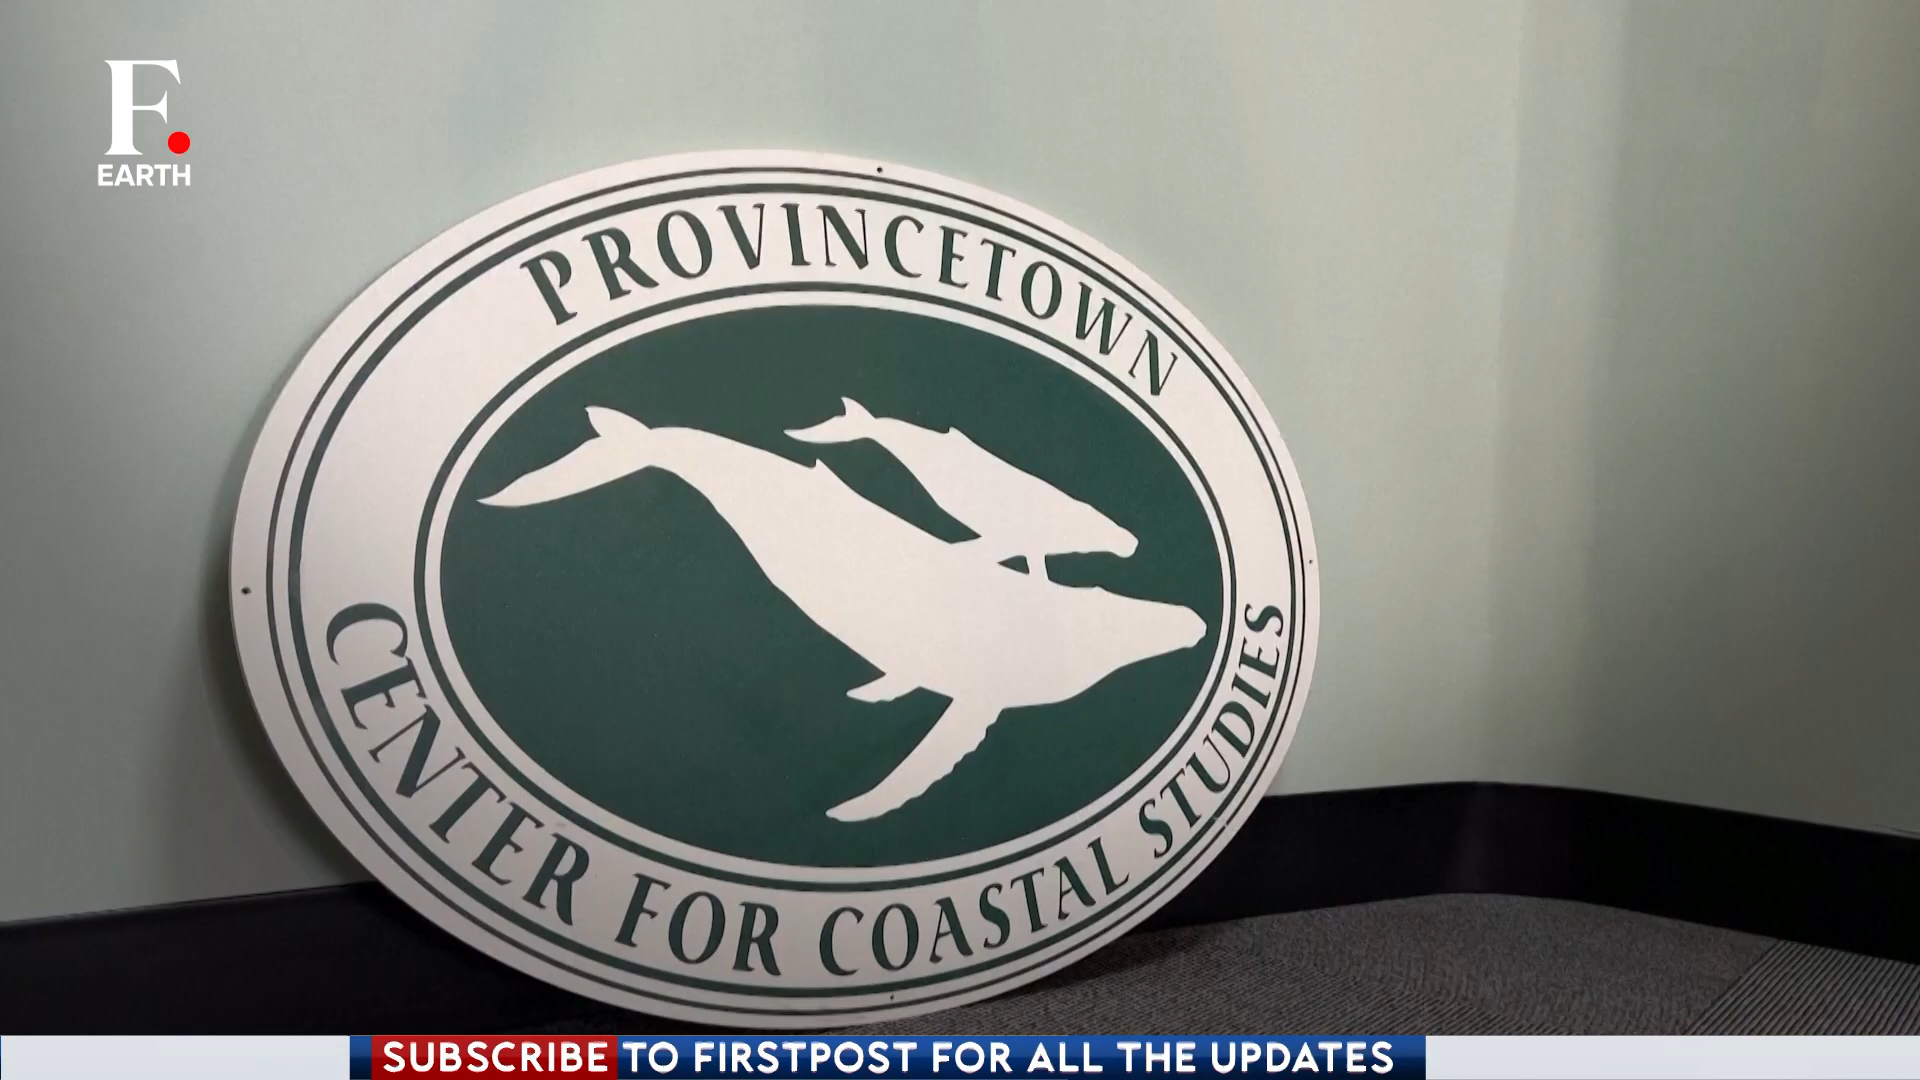 F.
EARTH
PROVINCETOWN
CENTER FOR COASTAL STUDIES
SUBSCRIBE TO FIRSTPOST FOR ALL THE UPDATES